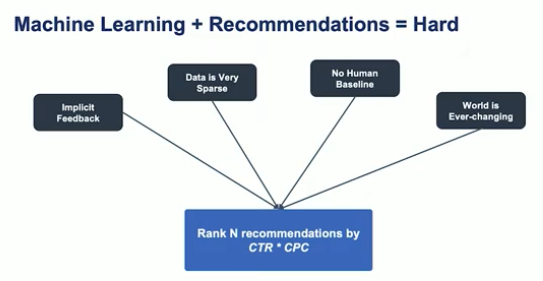 Machine Learning + Recommendations = Hard
Implicit
Feedback
Data is Very
Sparse
No Human
Baseline
World is
Ever-changing
Rank N recommendations by
CTR * CPC